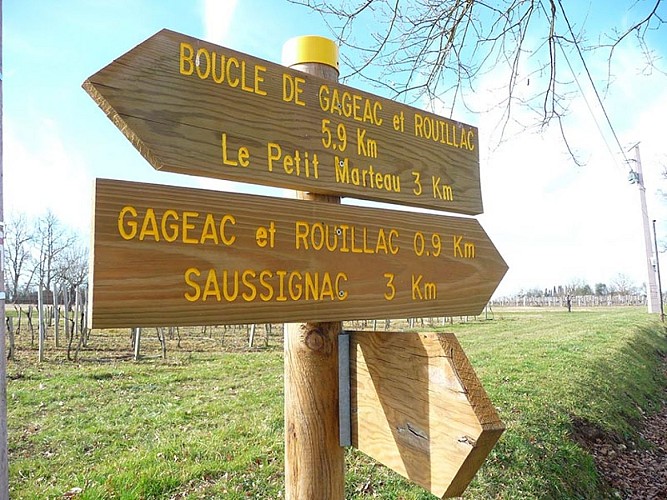 BOUCLE DE GAGEAC et ROUILLAC
5.9 Km
Le Petit Marteau 3 Km
GAGEAC et ROUILLAC 0.9 Km
SAUSSIGNAC 3 Km